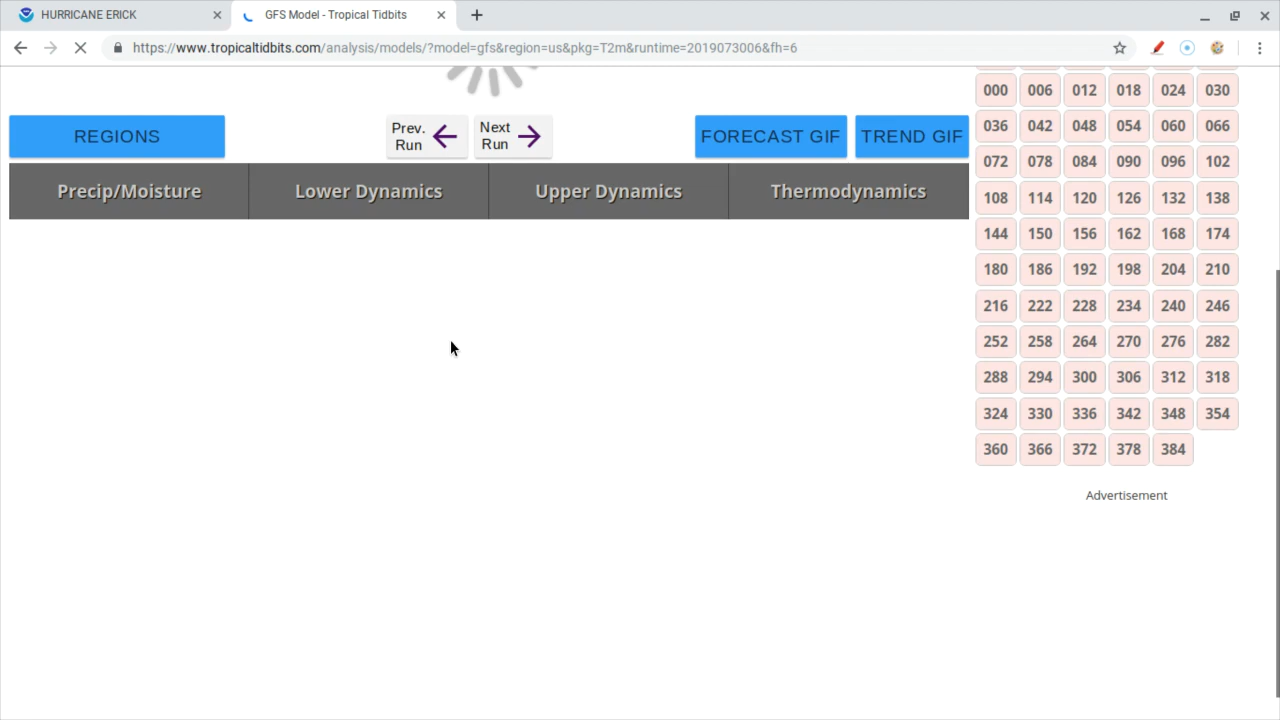 HURRICANE ERICK
GFS Model - Tropical Tidbits
https://www.tropicaltidbits.com/analysis/models/?model=gfs&region=us&pkg=T2m&runtime=2019073006&fh=6
000 006 012 018 024 030
REGIONS
Prev. Run
Next Run
FORECAST GIF
TREND GIF
036 042 048 054 060 066
072 078 084 090 096 102
Precip/Moisture
Lower Dynamics
Upper Dynamics
Thermodynamics
108 114 120 126 132 138
144 150 156 162 168 174
180 186 192 198 204 210
216 222 228 234 240 246
252 258 264 270 276 282
288 294 300 306 312 318
324 330 336 342 348 354
360 366 372 378 384
Advertisement